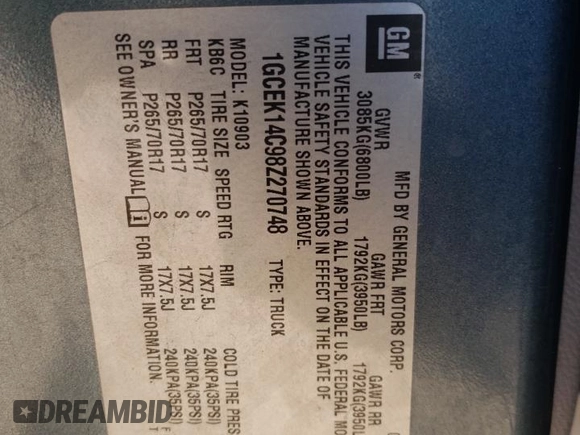 GM ®
MFD BY GENERAL MOTORS CORP.
GVWR GAWR FRT GAWR RR
3085KG(6800LB) 1792KG(3950LB) 1792KG(3950L
THIS VEHICLE CONFORMS TO ALL APPLICABLE U.S. FEDERAL MO
VEHICLE SAFETY STANDARDS IN EFFECT ON THE DATE OF
MANUFACTURE SHOWN ABOVE.
1GCEK14C98Z270748 TYPE: TRUCK
MODEL: K10903
KB6C TIRE SIZE SPEED RTG RIM COLD TIRE PRES
FRT P265/70R17 S 17X7.5J 240KPA(35PSI)
RR P265/70R17 S 17X7.5J 240KPA(35PSI)
SPA P265/70R17 S 17X7.5J 240KPA(35PSI)
SEE OWNER'S MANUAL i FOR MORE INFORMATION.
DREAMBID